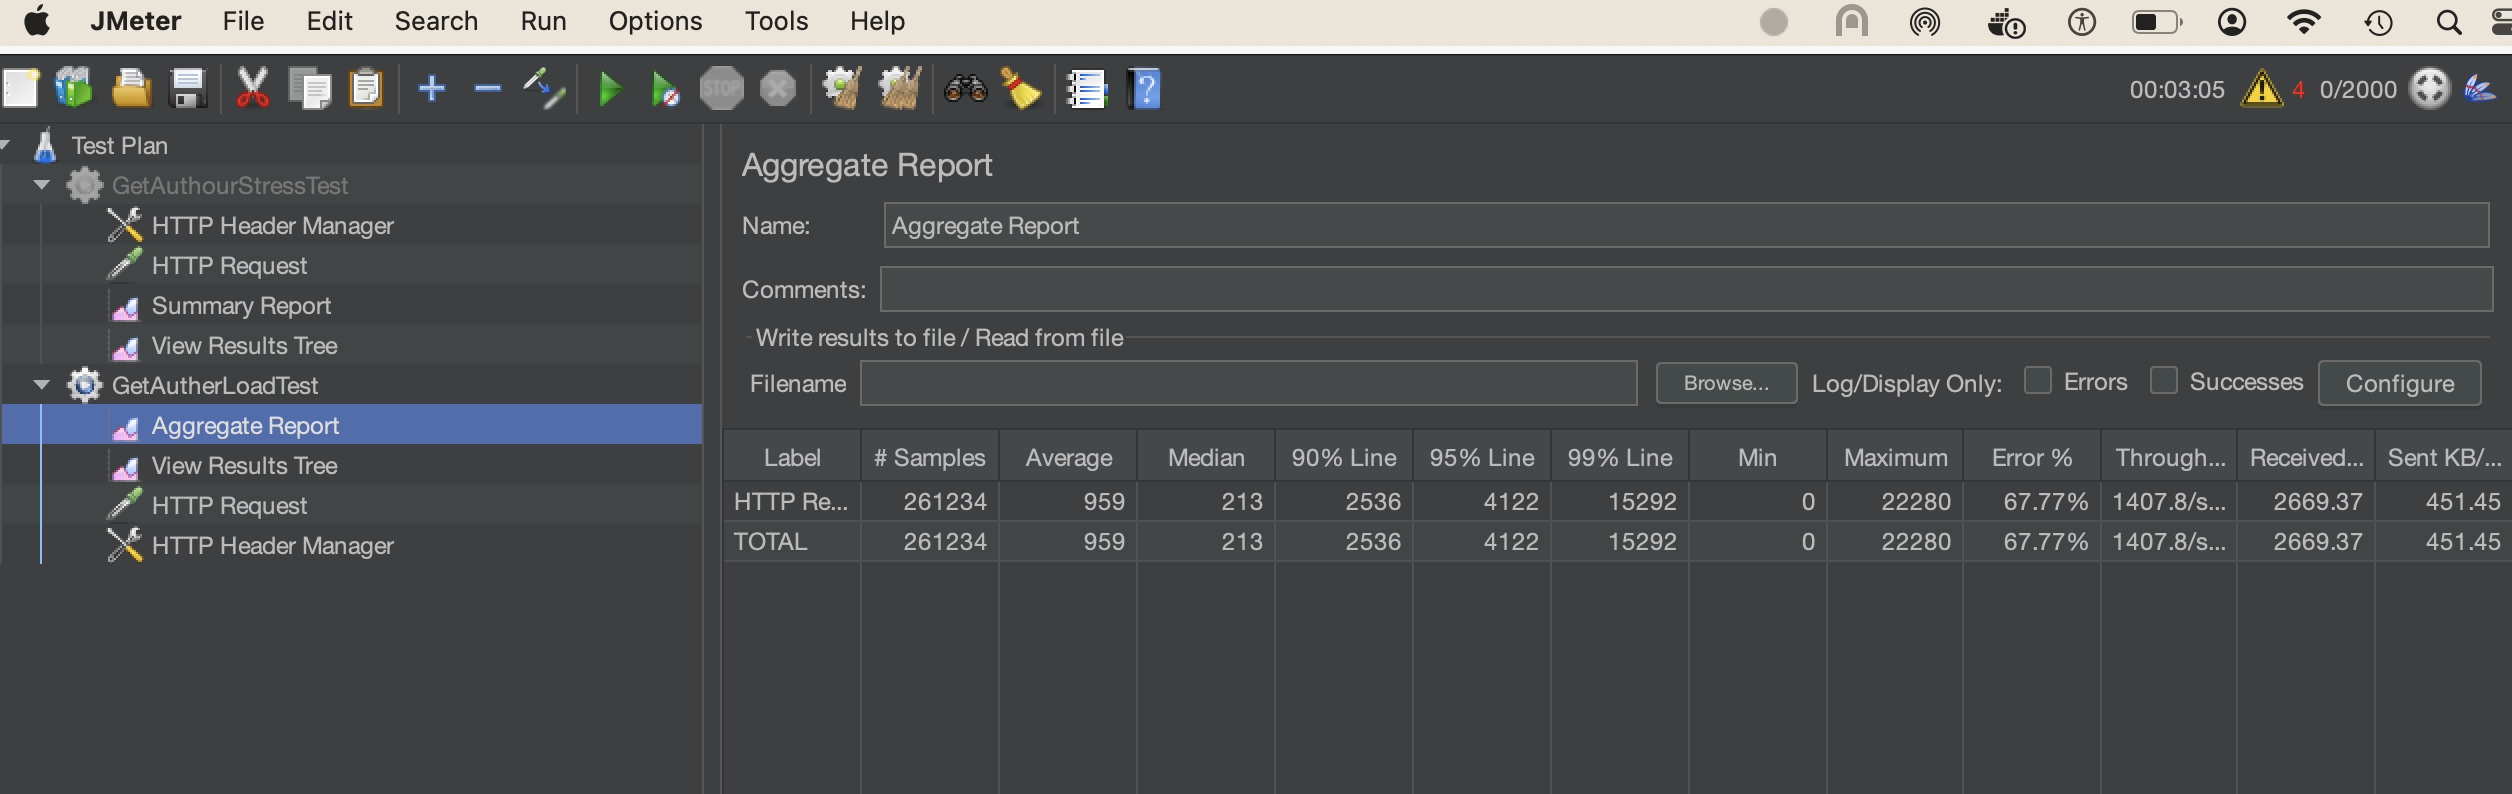 JMeter File Edit Search Run Options Tools Help
STOP
00:03:05 4 0/2000
Test Plan
GetAuthourStressTest
HTTP Header Manager
HTTP Request
Summary Report
View Results Tree
GetAutherLoadTest
Aggregate Report
View Results Tree
HTTP Request
HTTP Header Manager
Aggregate Report
Name: Aggregate Report
Comments:
Write results to file / Read from file
Filename Browse... Log/Display Only: Errors Successes Configure
Label # Samples Average Median 90% Line 95% Line 99% Line Min Maximum Error % Through... Received... Sent KB/...
HTTP Re... 261234 959 213 2536 4122 15292 0 22280 67.77% 1407.8/s... 2669.37 451.45
TOTAL 261234 959 213 2536 4122 15292 0 22280 67.77% 1407.8/s... 2669.37 451.45